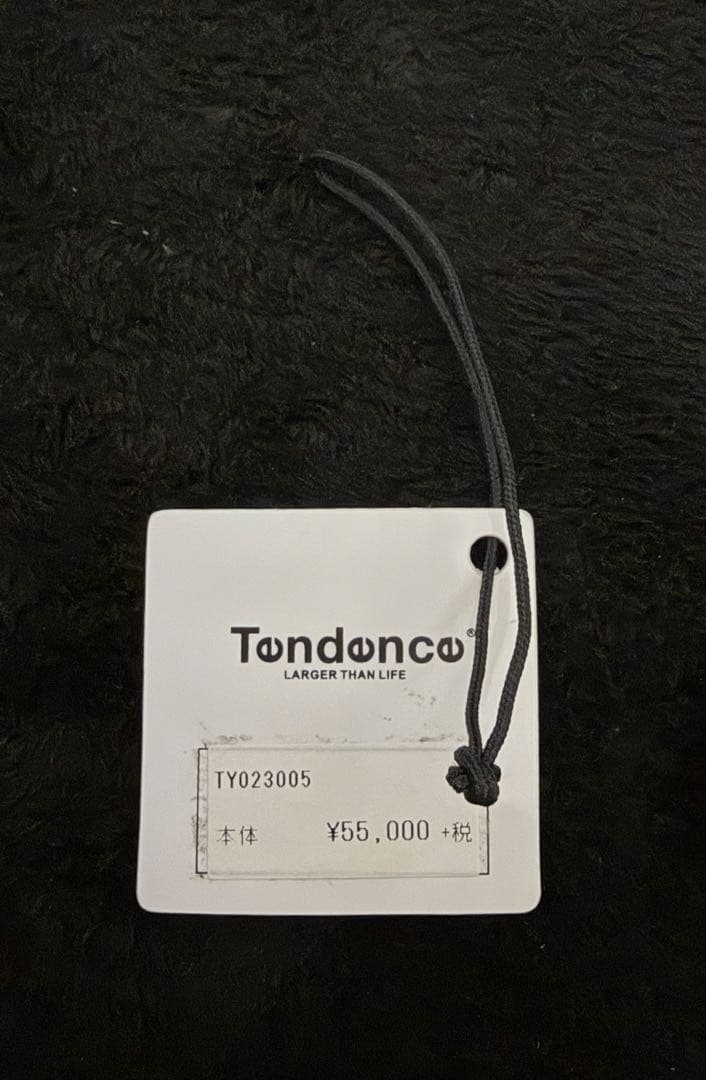 Tendence®
LARGER THAN LIFE
TY023005
本体 ¥55,000 +税